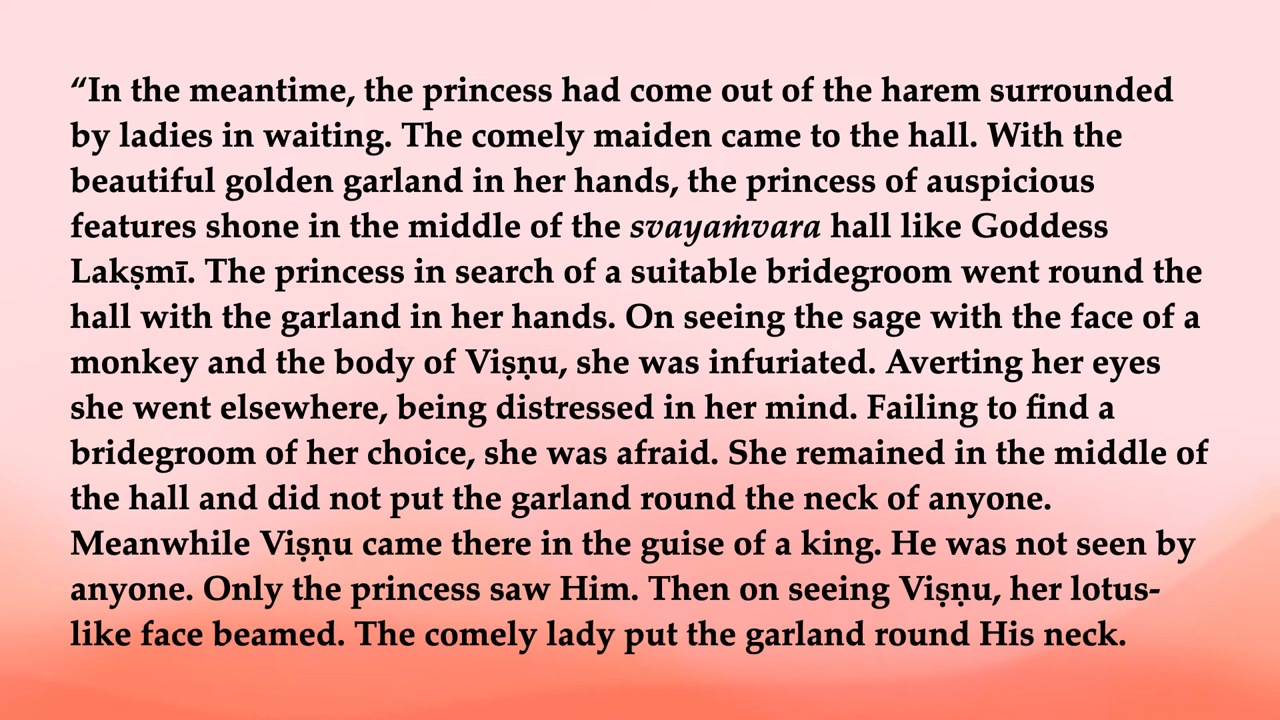 “In the meantime, the princess had come out of the harem surrounded
by ladies in waiting. The comely maiden came to the hall. With the
beautiful golden garland in her hands, the princess of auspicious
features shone in the middle of the svayaṁvara hall like Goddess
Lakṣmī. The princess in search of a suitable bridegroom went round the
hall with the garland in her hands. On seeing the sage with the face of a
monkey and the body of Viṣṇu, she was infuriated. Averting her eyes
she went elsewhere, being distressed in her mind. Failing to find a
bridegroom of her choice, she was afraid. She remained in the middle of
the hall and did not put the garland round the neck of anyone.
Meanwhile Viṣṇu came there in the guise of a king. He was not seen by
anyone. Only the princess saw Him. Then on seeing Viṣṇu, her lotus-
like face beamed. The comely lady put the garland round His neck.